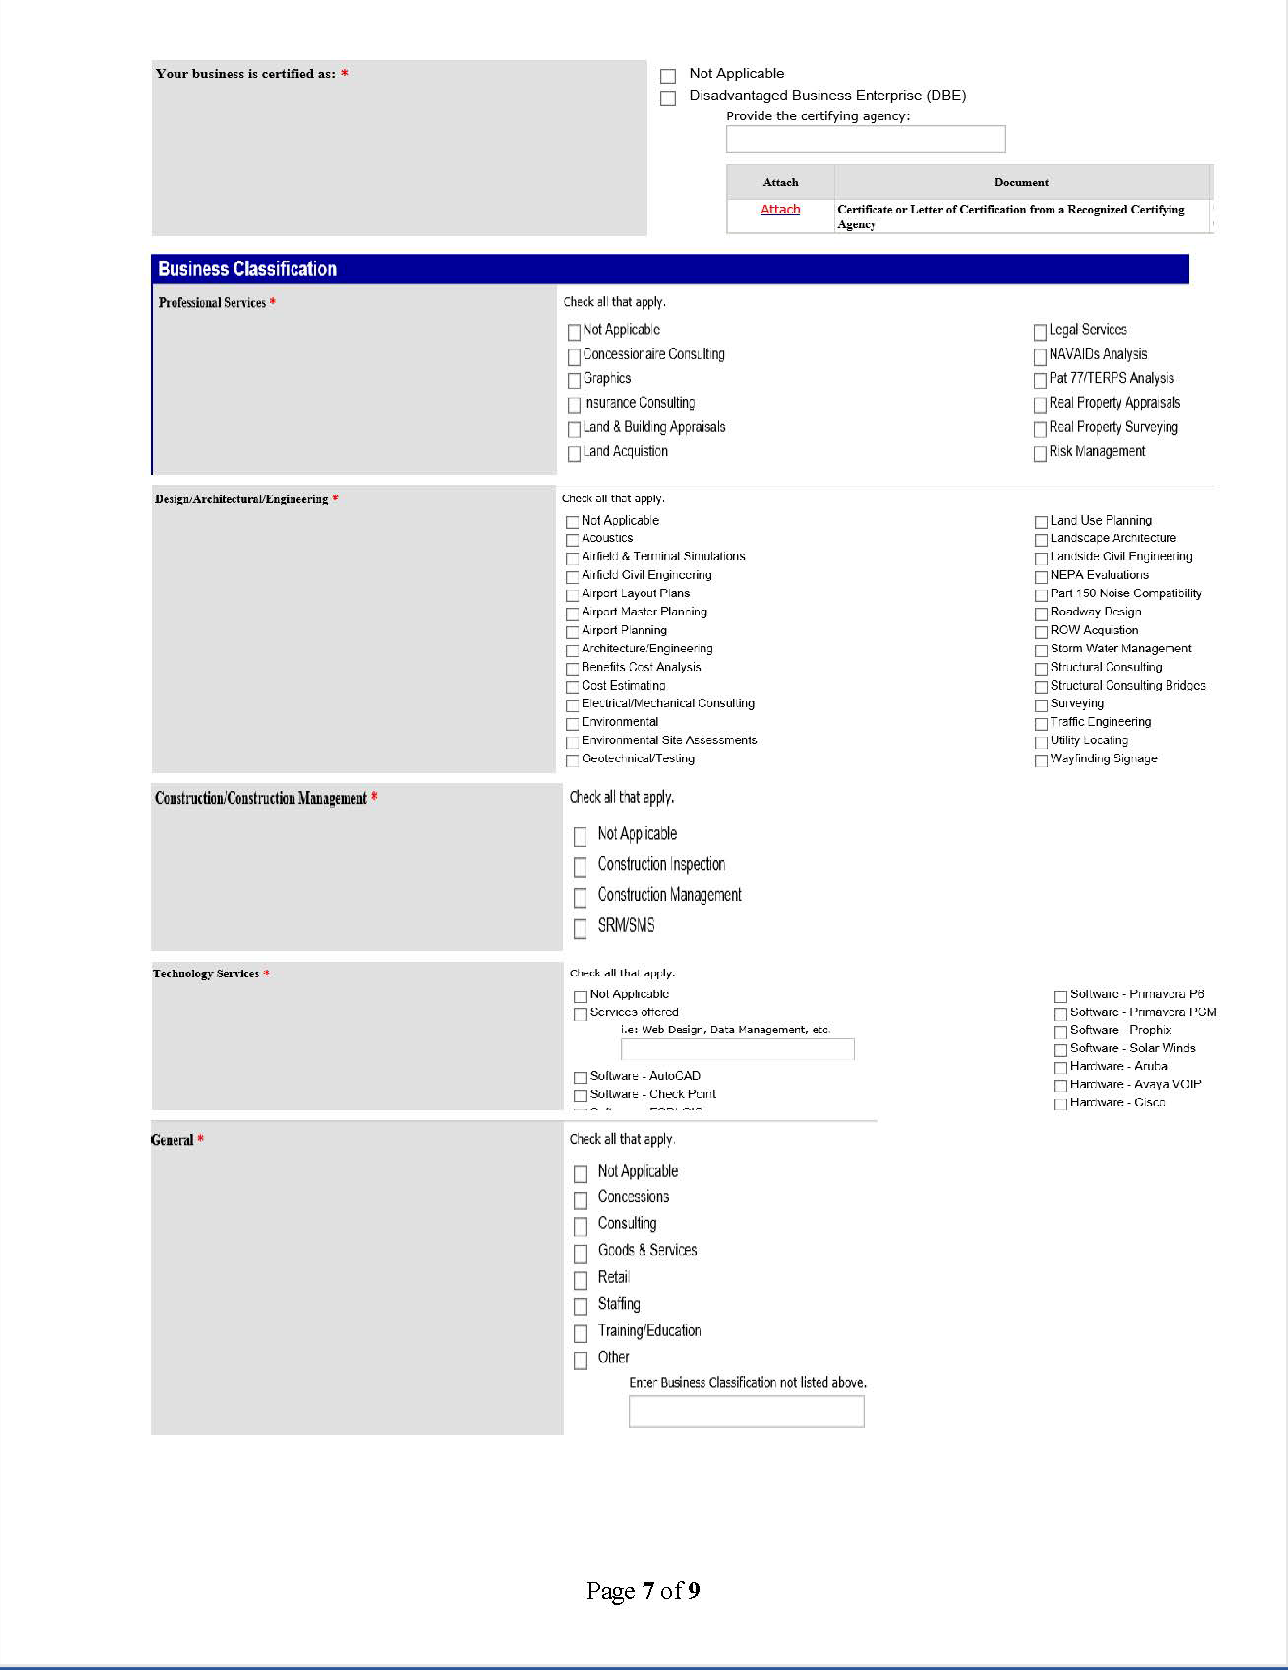 Your business is certified as: *
Not Applicable
Disadvantaged Business Enterprise (DBE)
Provide the certifying agency:
Attach Document
Attach Certificate or Letter of Certification from a Recognized Certifying
Agency
Business Classification
Professional Services *
Check all that apply.
Not Applicable
Concessionaire Consulting
Graphics
Insurance Consulting
Land & Building Appraisals
Land Acquistion
Legal Services
NAVAIDs Analysis
Pat 77/TERPS Analysis
Real Property Appraisals
Real Property Surveying
Risk Management
Design/Architectural/Engineering *
Check all that apply.
Not Applicable
Acoustics
Airfield & Terminal Simulations
Airfield Civil Engineering
Airport Layout Plans
Airport Master Planning
Airport Planning
Architecture/Engineering
Benefits Cost Analysis
Cost Estimating
Electrical/Mechanical Consulting
Environmental
Environmental Site Assessments
Geotechnical/Testing
Land Use Planning
Landscape Architecture
Landside Civil Engineering
NEPA Evaluations
Part 150 Noise Compatibility
Roadway Design
ROW Acquistion
Storm Water Management
Structural Consulting
Structural Consulting Bridges
Surveying
Traffic Engineering
Utility Locating
Wayfinding Signage
Construction/Construction Management *
Check all that apply.
Not Applicable
Construction Inspection
Construction Management
SRM/SMS
Technology Services *
Check all that apply.
Not Applicable
Services offered
i.e: Web Design, Data Management, etc.
Software - AutoCAD
Software - Check Point
Software - Primavera P6
Software - Primavera PCM
Software - Prophix
Software - Solar Winds
Hardware - Aruba
Hardware - Avaya VOIP
Hardware - Cisco
General *
Check all that apply.
Not Applicable
Concessions
Consulting
Goods & Services
Retail
Staffing
Training/Education
Other
Enter Business Classification not listed above.
Page 7 of 9